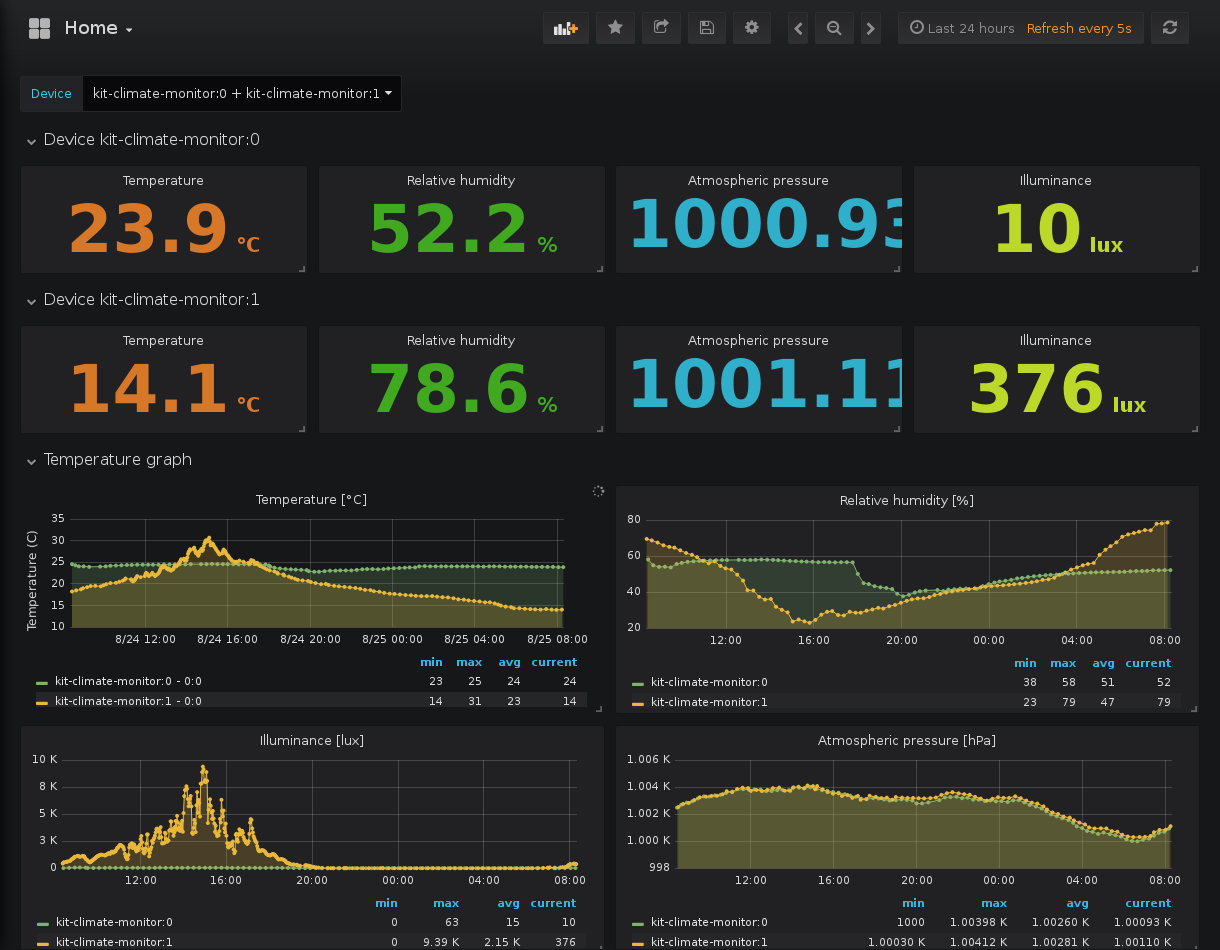 Home
Last 24 hours Refresh every 5s
Device kit-climate-monitor:0 + kit-climate-monitor:1
Device kit-climate-monitor:0
Temperature Relative humidity Atmospheric pressure Illuminance
23.9 °C 52.2 % 1000.93 10 lux
Device kit-climate-monitor:1
Temperature Relative humidity Atmospheric pressure Illuminance
14.1 °C 78.6 % 1001.11 376 lux
Temperature graph
Temperature [°C]
Temperature (C)
35
30
25
20
15
10
8/24 12:00 8/24 16:00 8/24 20:00 8/25 00:00 8/25 04:00 8/25 08:00
min max avg current
kit-climate-monitor:0 - 0:0 23 25 24 24
kit-climate-monitor:1 - 0:0 14 31 23 14
Relative humidity [%]
80
60
40
20
12:00 16:00 20:00 00:00 04:00 08:00
min max avg current
kit-climate-monitor:0 38 58 51 52
kit-climate-monitor:1 23 79 47 79
Illuminance [lux]
10 K
8 K
5 K
3 K
0
12:00 16:00 20:00 00:00 04:00 08:00
min max avg current
kit-climate-monitor:0 0 63 15 10
kit-climate-monitor:1 0 9.39 K 2.15 K 376
Atmospheric pressure [hPa]
1.006 K
1.004 K
1.002 K
1.000 K
998
12:00 16:00 20:00 00:00 04:00 08:00
min max avg current
kit-climate-monitor:0 1000 1.00398 K 1.00260 K 1.00093 K
kit-climate-monitor:1 1.00030 K 1.00412 K 1.00281 K 1.00110 K